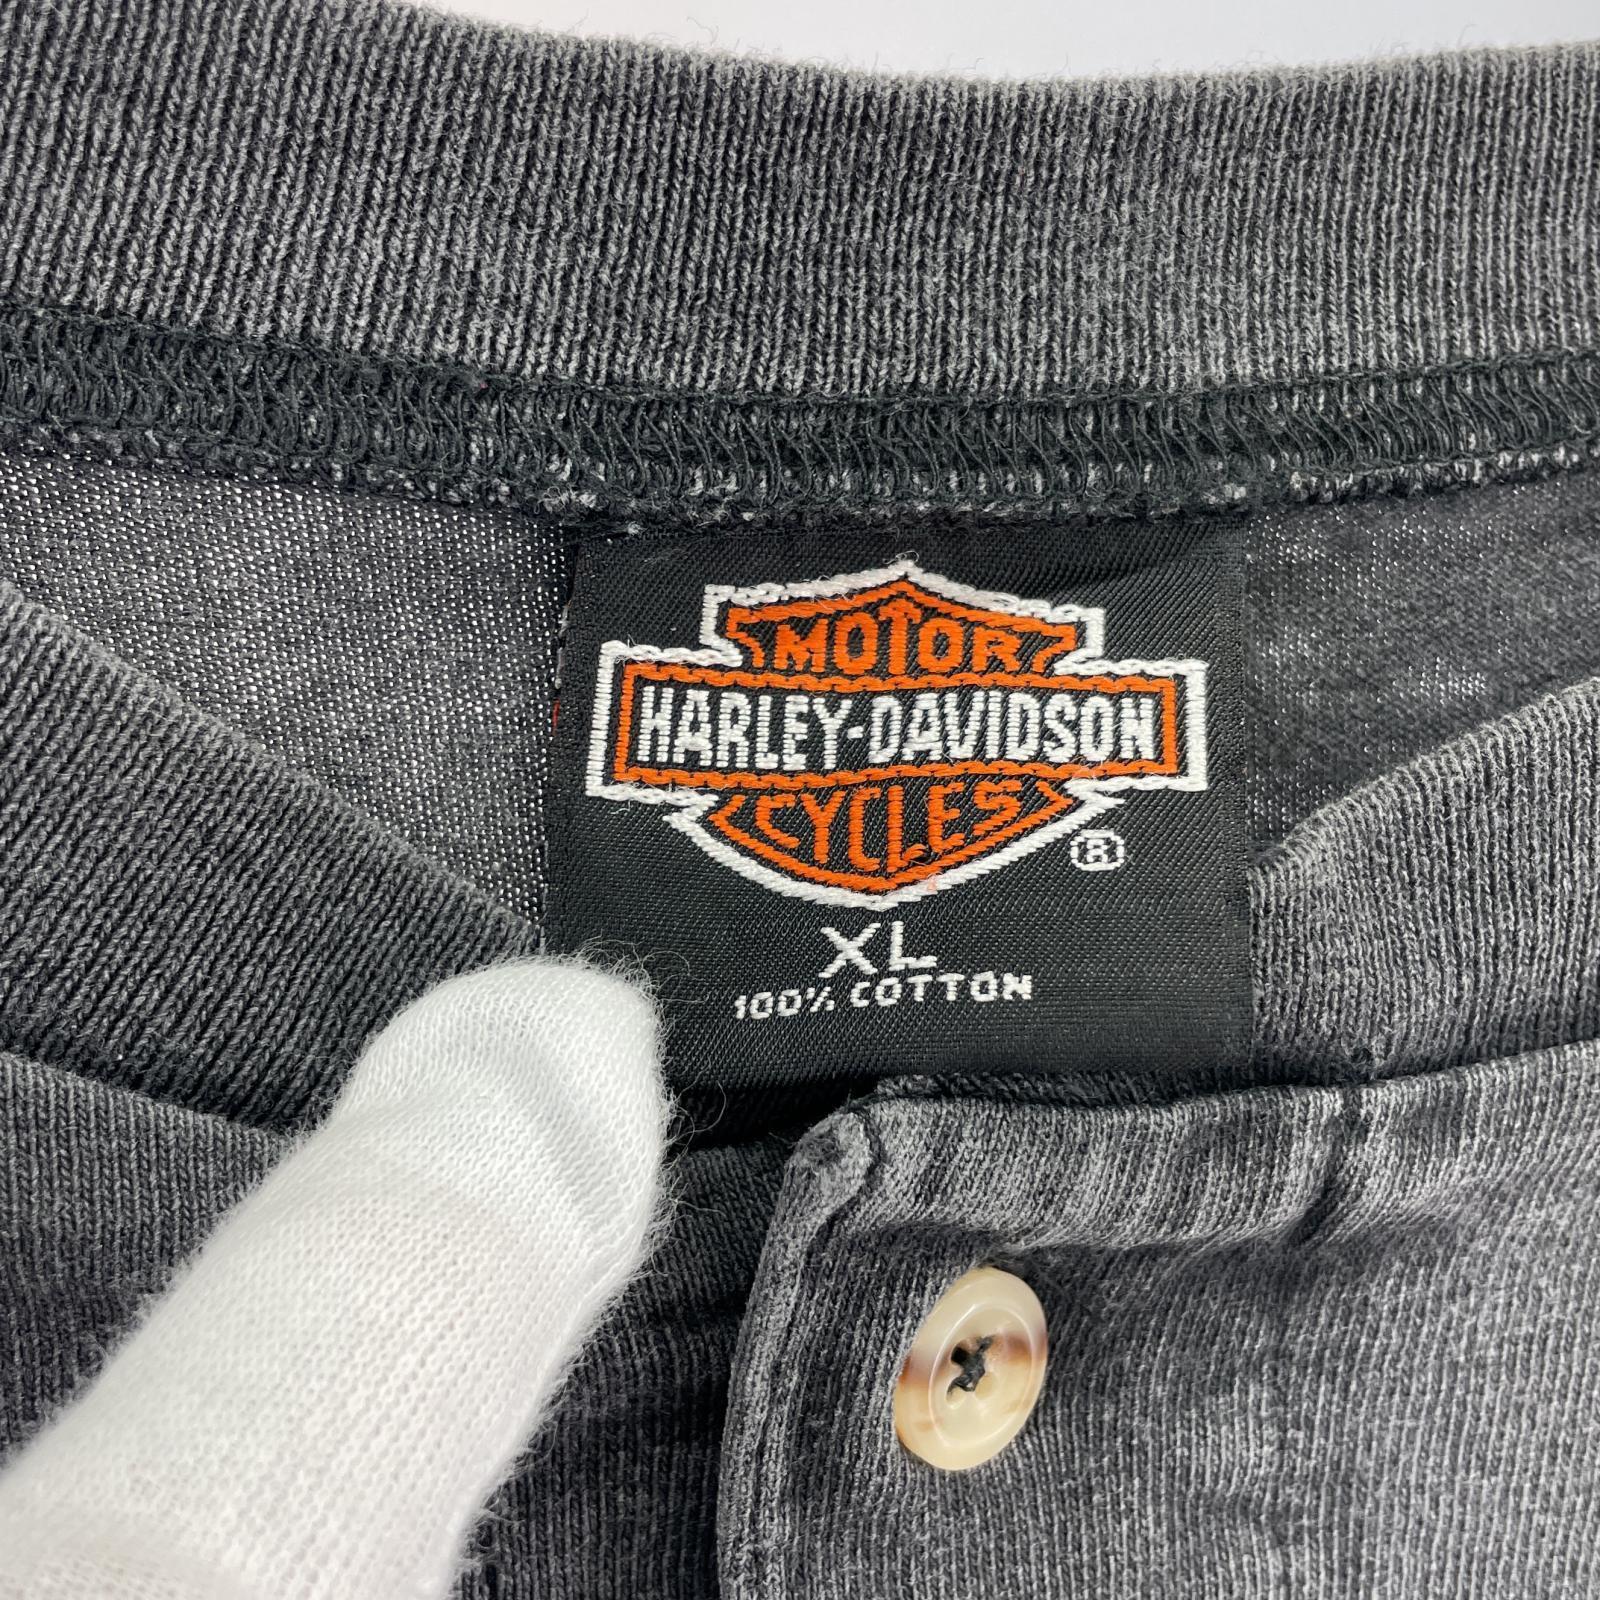 MOTOR
HARLEY-DAVIDSON
CYCLES
®
XL
100% COTTON